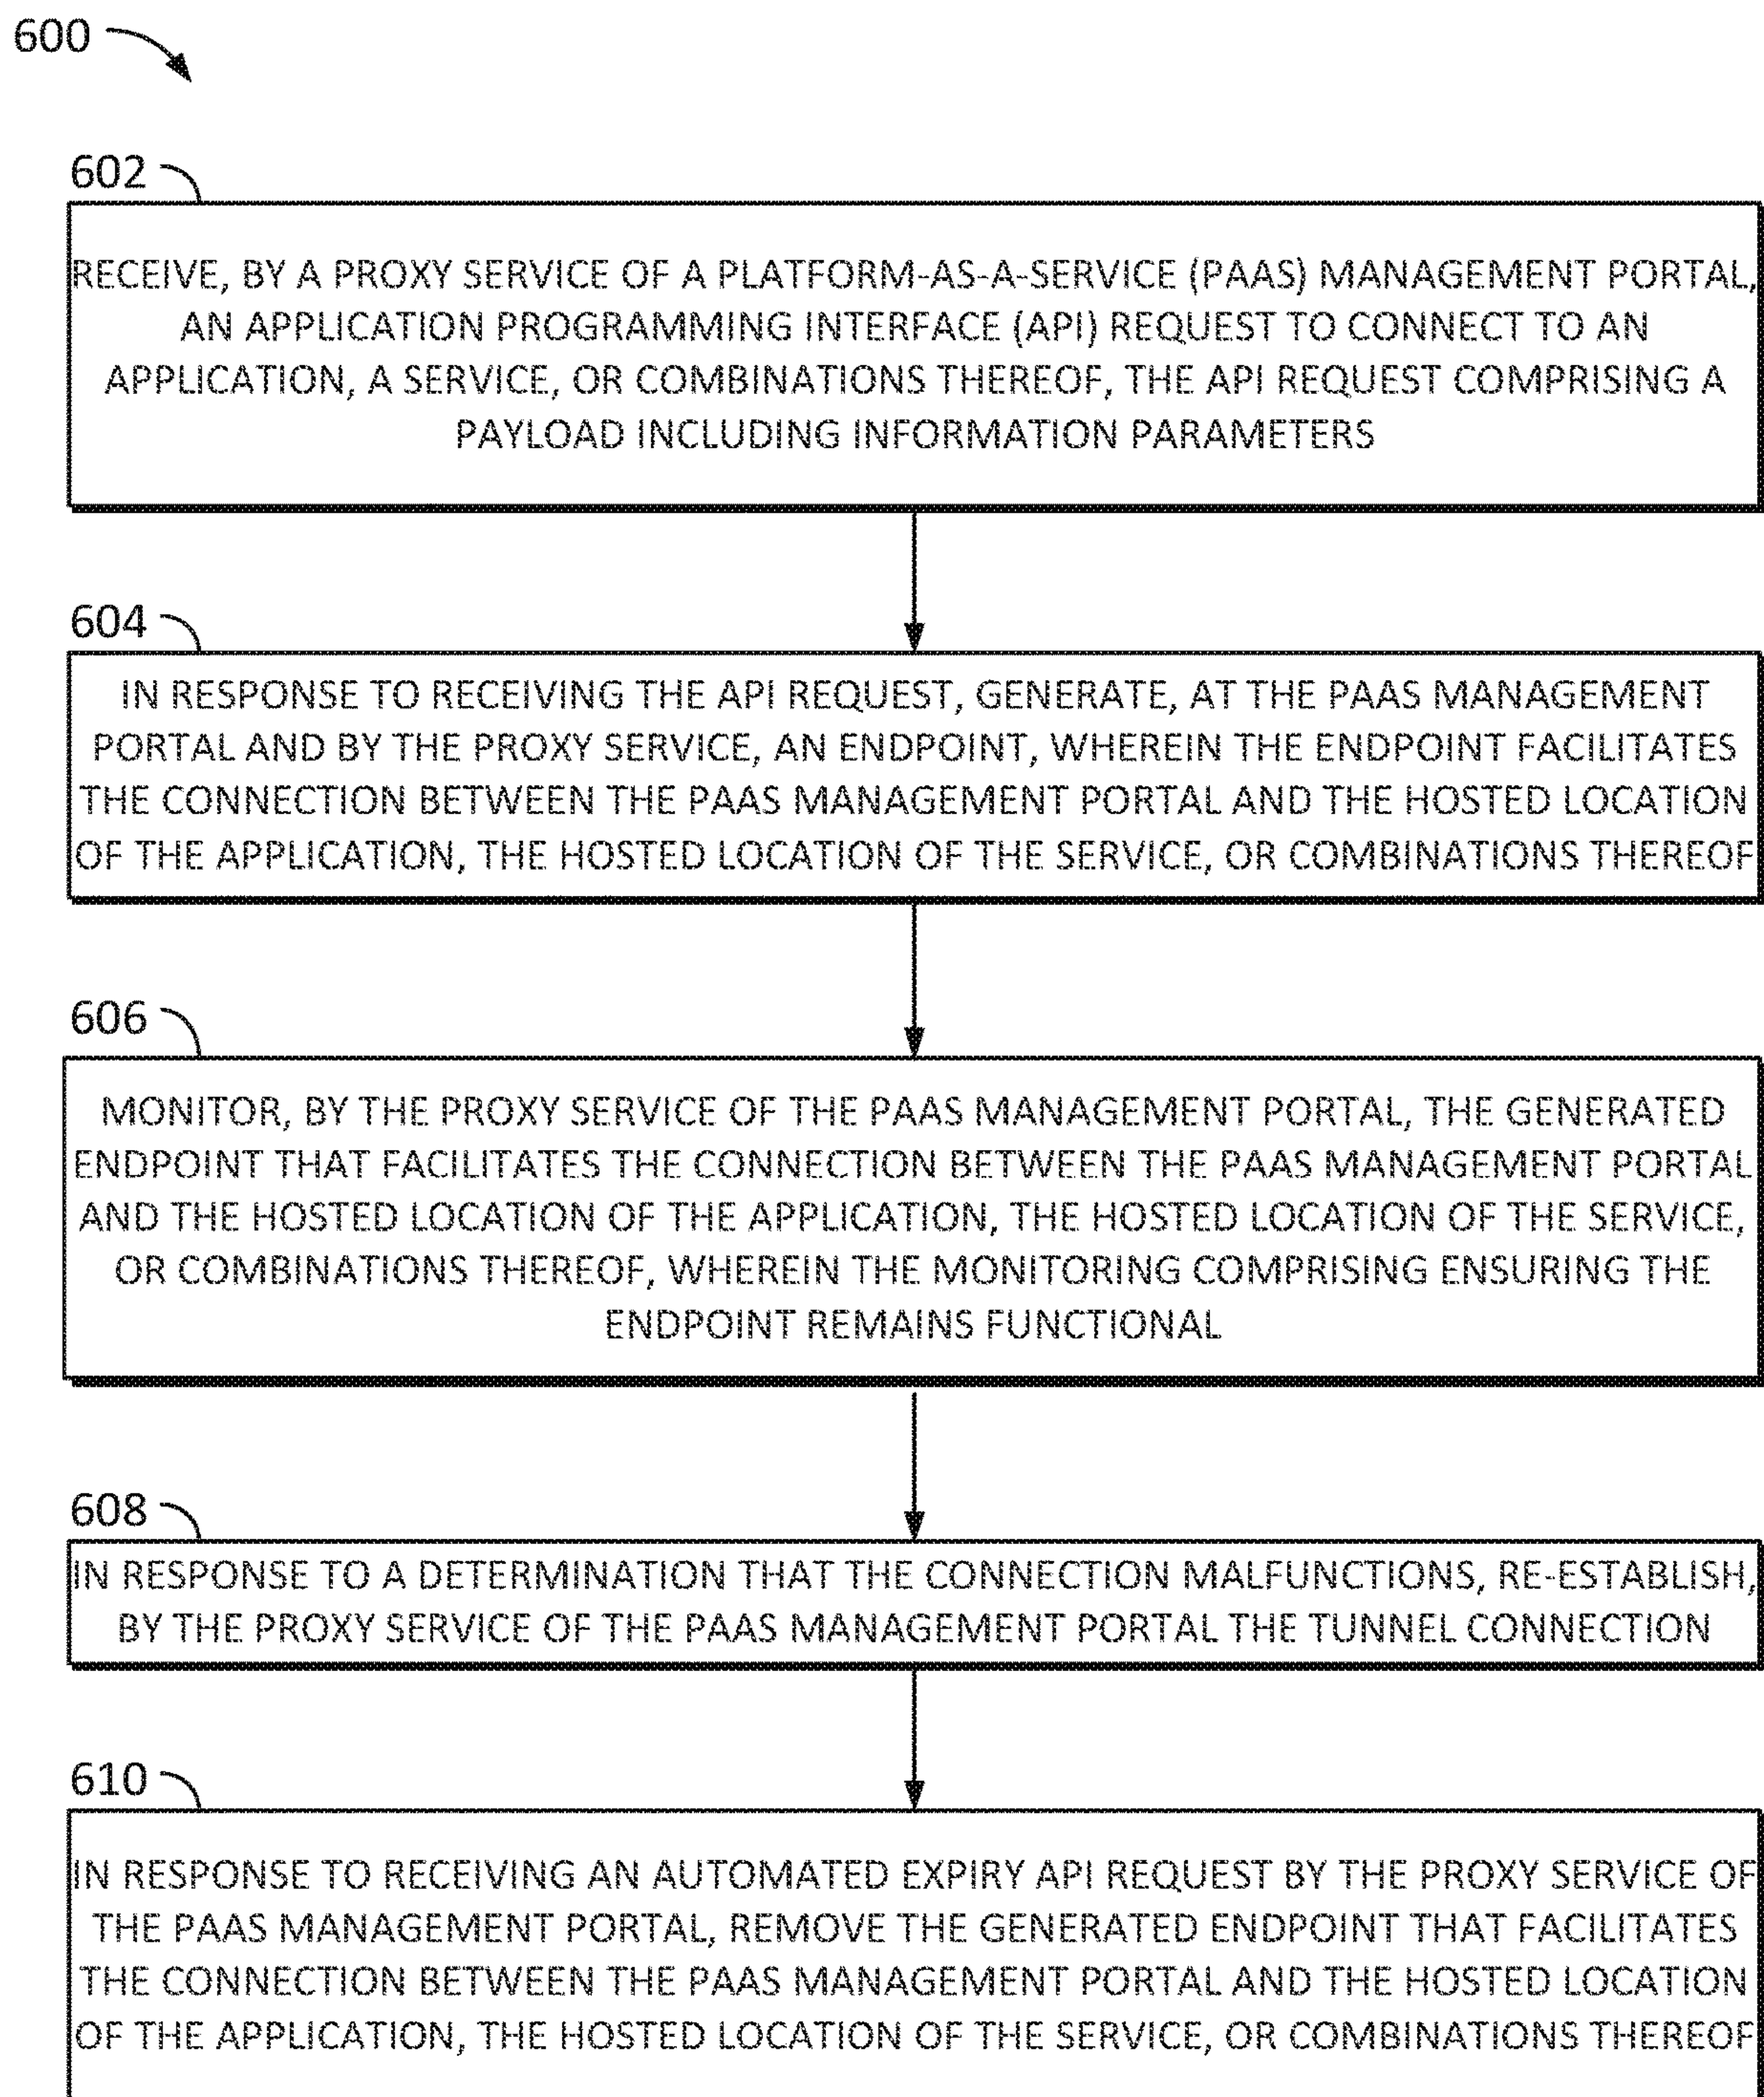 600
602
RECEIVE, BY A PROXY SERVICE OF A PLATFORM-AS-A-SERVICE (PAAS) MANAGEMENT PORTAL,
AN APPLICATION PROGRAMMING INTERFACE (API) REQUEST TO CONNECT TO AN
APPLICATION, A SERVICE, OR COMBINATIONS THEREOF, THE API REQUEST COMPRISING A
PAYLOAD INCLUDING INFORMATION PARAMETERS
604
IN RESPONSE TO RECEIVING THE API REQUEST, GENERATE, AT THE PAAS MANAGEMENT
PORTAL AND BY THE PROXY SERVICE, AN ENDPOINT, WHEREIN THE ENDPOINT FACILITATES
THE CONNECTION BETWEEN THE PAAS MANAGEMENT PORTAL AND THE HOSTED LOCATION
OF THE APPLICATION, THE HOSTED LOCATION OF THE SERVICE, OR COMBINATIONS THEREOF
606
MONITOR, BY THE PROXY SERVICE OF THE PAAS MANAGEMENT PORTAL, THE GENERATED
ENDPOINT THAT FACILITATES THE CONNECTION BETWEEN THE PAAS MANAGEMENT PORTAL
AND THE HOSTED LOCATION OF THE APPLICATION, THE HOSTED LOCATION OF THE SERVICE,
OR COMBINATIONS THEREOF, WHEREIN THE MONITORING COMPRISING ENSURING THE
ENDPOINT REMAINS FUNCTIONAL
608
IN RESPONSE TO A DETERMINATION THAT THE CONNECTION MALFUNCTIONS, RE-ESTABLISH,
BY THE PROXY SERVICE OF THE PAAS MANAGEMENT PORTAL THE TUNNEL CONNECTION
610
IN RESPONSE TO RECEIVING AN AUTOMATED EXPIRY API REQUEST BY THE PROXY SERVICE OF
THE PAAS MANAGEMENT PORTAL, REMOVE THE GENERATED ENDPOINT THAT FACILITATES
THE CONNECTION BETWEEN THE PAAS MANAGEMENT PORTAL AND THE HOSTED LOCATION
OF THE APPLICATION, THE HOSTED LOCATION OF THE SERVICE, OR COMBINATIONS THEREOF